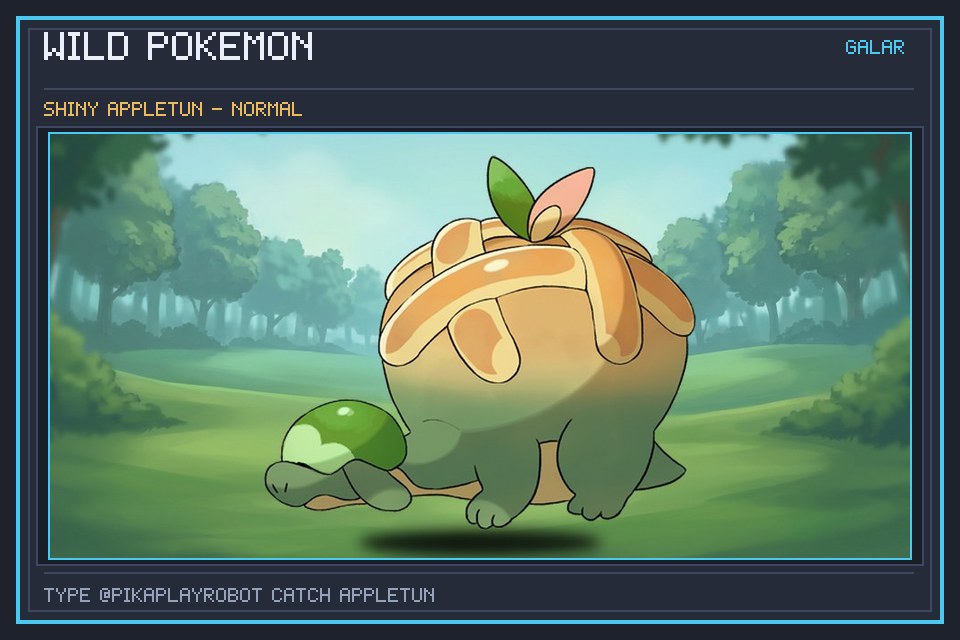 WILD POKEMON
GALAR
SHINY APPLETUN - NORMAL
TYPE @PIKAPLAYROBOT CATCH APPLETUN